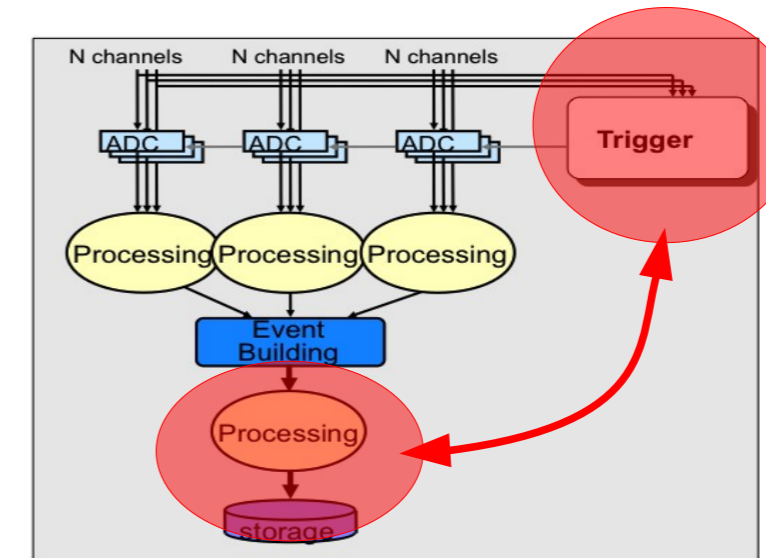 N channels N channels N channels
Trigger
ADC ADC ADC
Processing Processing Processing
Event
Building
Processing
storage